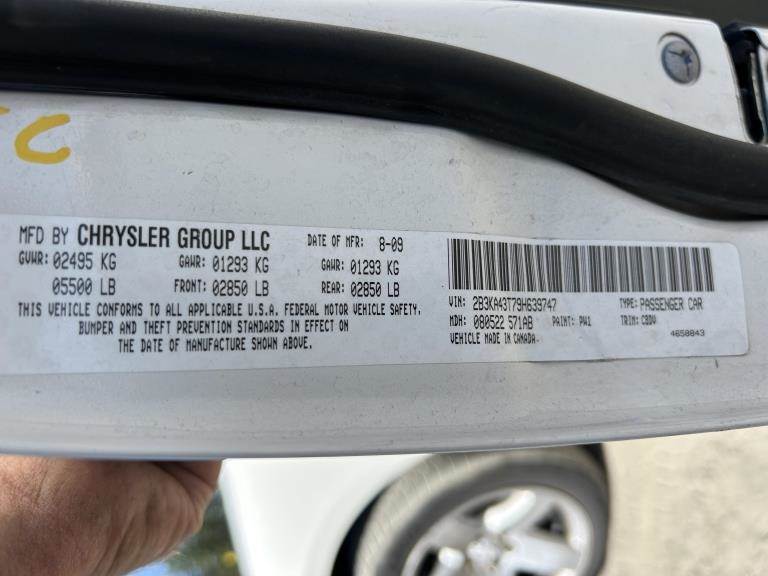 CC
MFD BY CHRYSLER GROUP LLC DATE OF MFR: 8-09
GVWR: 02495 KG GAWR: 01293 KG GAWR: 01293 KG
05500 LB FRONT: 02850 LB REAR: 02850 LB
THIS VEHICLE CONFORMS TO ALL APPLICABLE U.S.A. FEDERAL MOTOR VEHICLE SAFETY,
BUMPER AND THEFT PREVENTION STANDARDS IN EFFECT ON
THE DATE OF MANUFACTURE SHOWN ABOVE.
VIN: 2B3KA43T79H639747 TYPE: PASSENGER CAR
MDH: 080522 571AB PAINT: PW1 TRIM: C9DV
VEHICLE MADE IN CANADA. 4658843